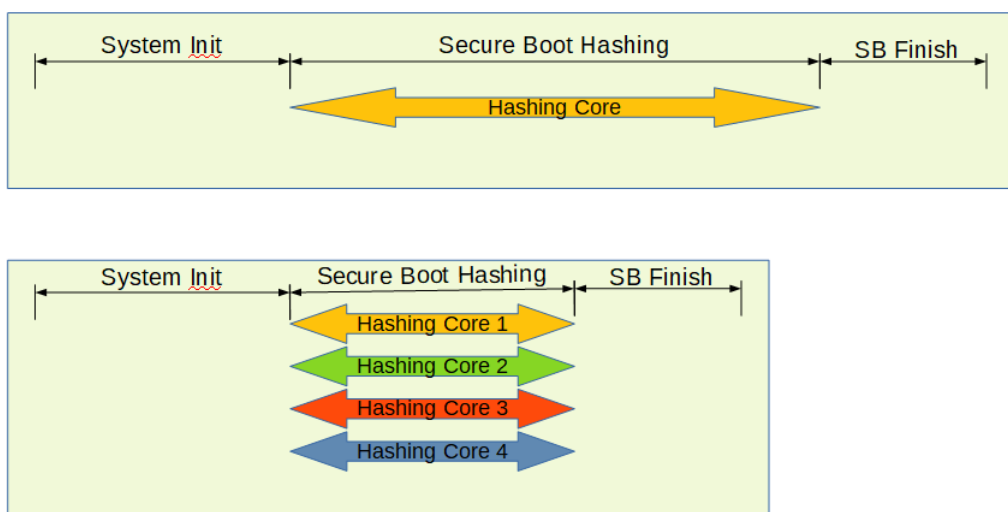 System Init
Secure Boot Hashing
SB Finish
Hashing Core
System Init
Secure Boot Hashing
SB Finish
Hashing Core 1
Hashing Core 2
Hashing Core 3
Hashing Core 4